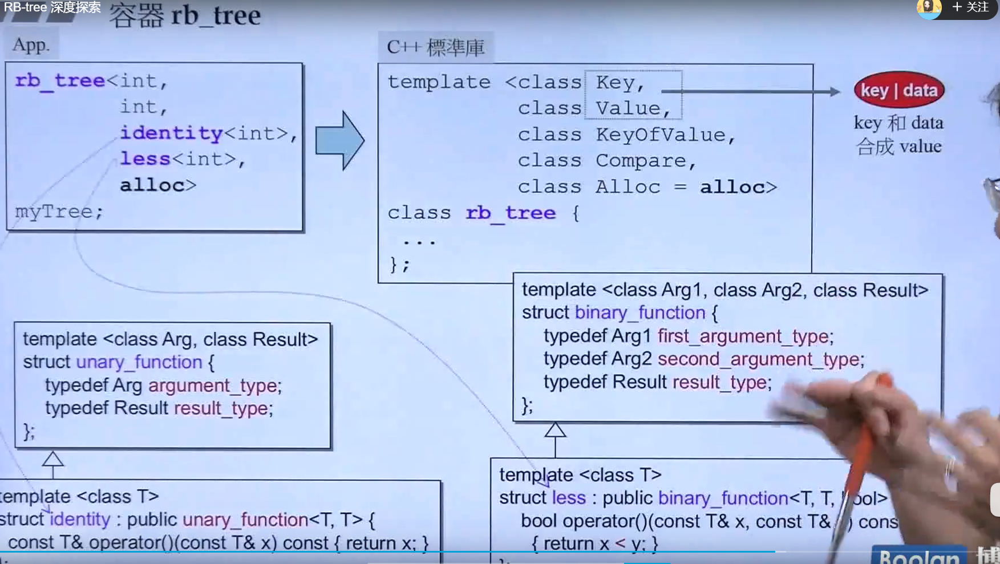 RB-tree 深度探索
+ 关注
容器 rb_tree
App.
rb_tree<int,
int,
identity<int>,
less<int>,
alloc>
myTree;
C++ 標準庫
template <class Key,
class Value,
class KeyOfValue,
class Compare,
class Alloc = alloc>
class rb_tree {
...
};
key | data
key 和 data
合成 value
template <class Arg1, class Arg2, class Result>
struct binary_function {
typedef Arg1 first_argument_type;
typedef Arg2 second_argument_type;
typedef Result result_type;
};
template <class Arg, class Result>
struct unary_function {
typedef Arg argument_type;
typedef Result result_type;
};
template <class T>
struct identity : public unary_function<T, T> {
const T& operator()(const T& x) const { return x; }
template <class T>
struct less : public binary_function<T, T, bool>
bool operator()(const T& x, const T& ) cons
{ return x < y; }
};
Boolan 博